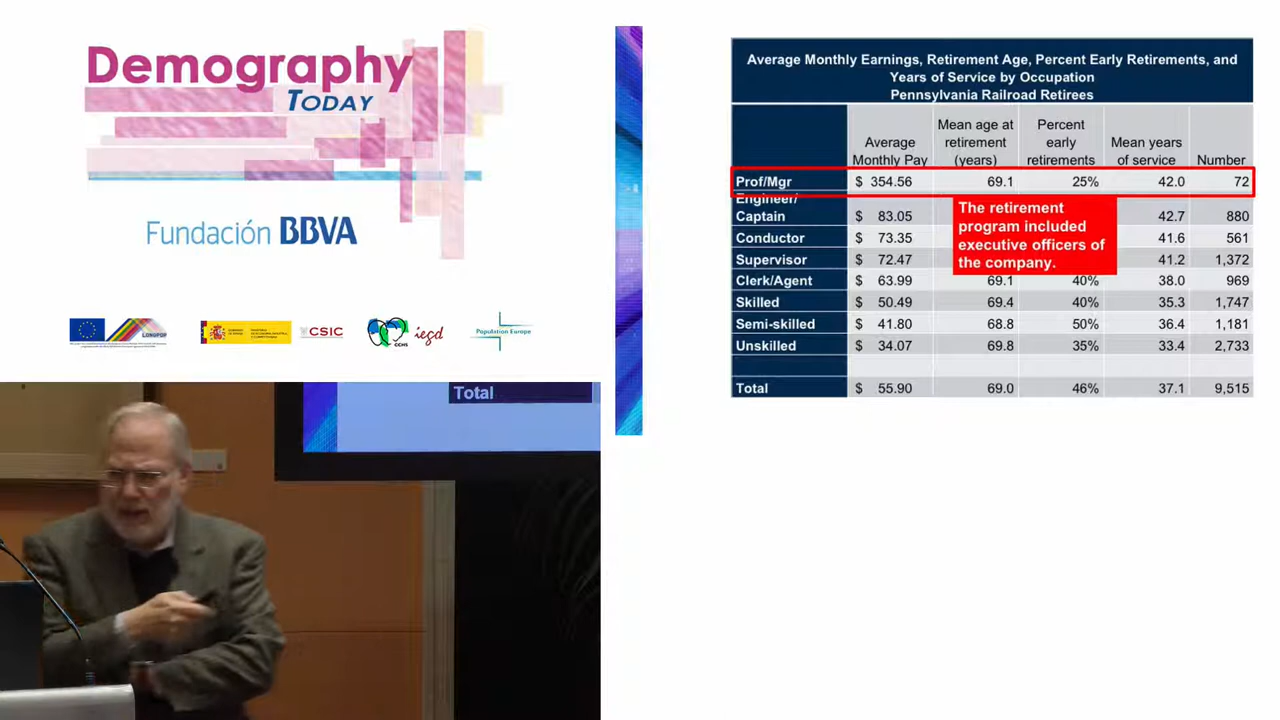 Demography
TODAY
Fundación BBVA
CSIC
CCHS
iegd
Population Europe
Total
Average Monthly Earnings, Retirement Age, Percent Early Retirements, and
Years of Service by Occupation
Pennsylvania Railroad Retirees
Average Monthly Pay Mean age at retirement (years) Percent early retirements Mean years of service Number
Prof/Mgr $ 354.56 69.1 25% 42.0 72
Engineer/
Captain $ 83.05 42.7 880
Conductor $ 73.35 41.6 561
Supervisor $ 72.47 41.2 1,372
Clerk/Agent $ 63.99 69.1 40% 38.0 969
Skilled $ 50.49 69.4 40% 35.3 1,747
Semi-skilled $ 41.80 68.8 50% 36.4 1,181
Unskilled $ 34.07 69.8 35% 33.4 2,733
Total $ 55.90 69.0 46% 37.1 9,515
The retirement
program included
executive officers of
the company.